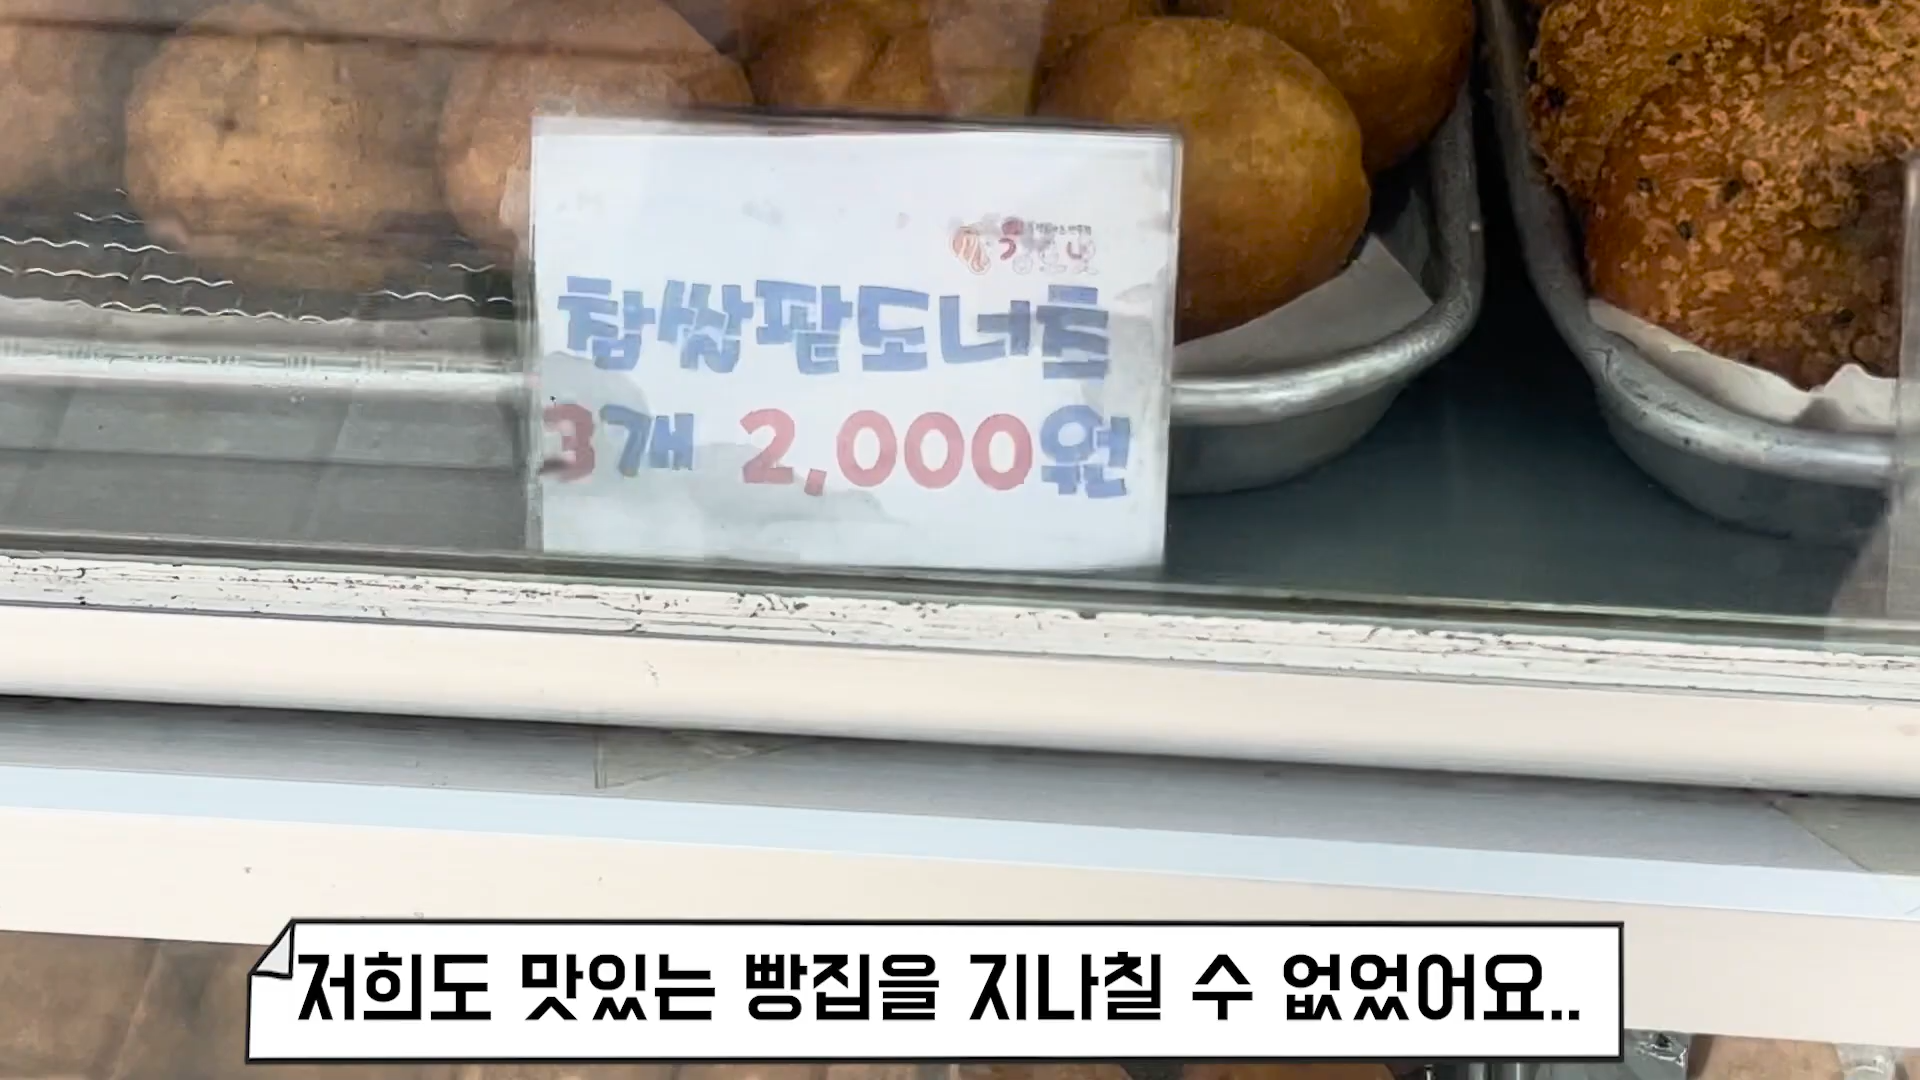 찹쌀팥도너츠
3개 2,000원
저희도 맛있는 빵집을 지나칠 수 없었어요..